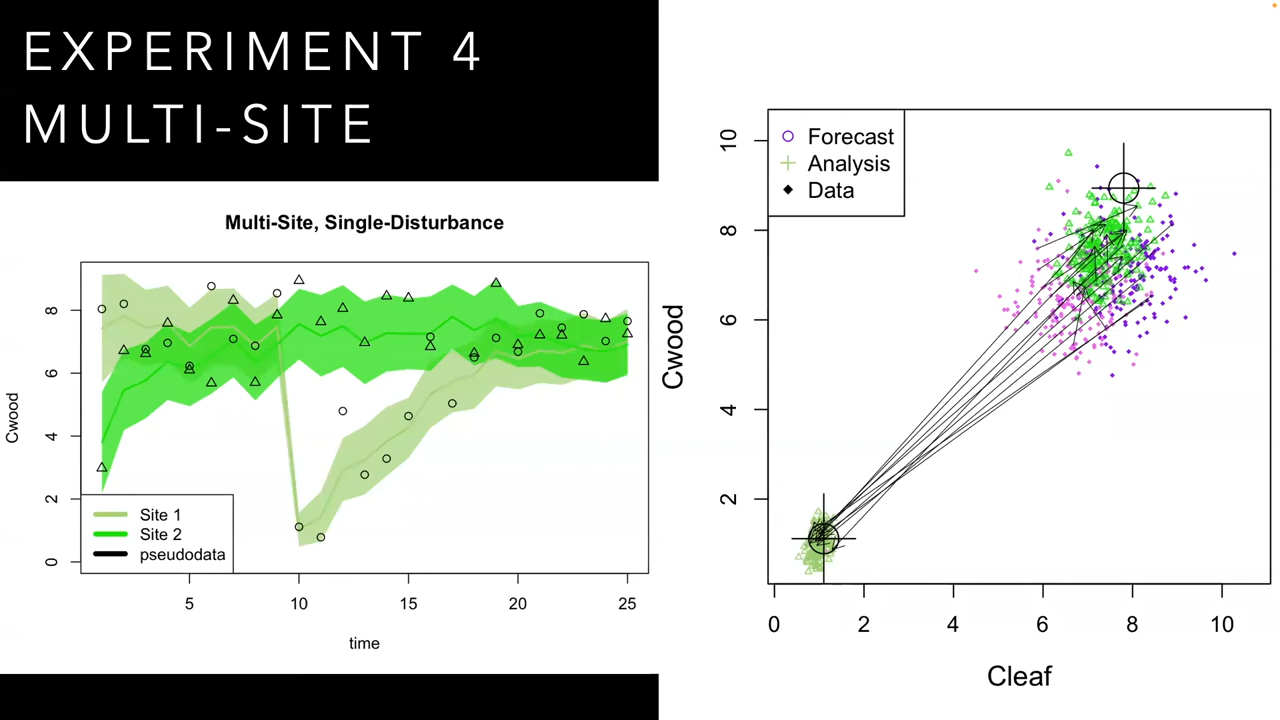 EXPERIMENT 4
MULTI-SITE
Multi-Site, Single-Disturbance
Cwood
8
6
4
2
0
Site 1
Site 2
pseudodata
5
10
15
20
25
time
Forecast
Analysis
Data
Cwood
10
8
6
4
2
0
2
4
6
8
10
Cleaf